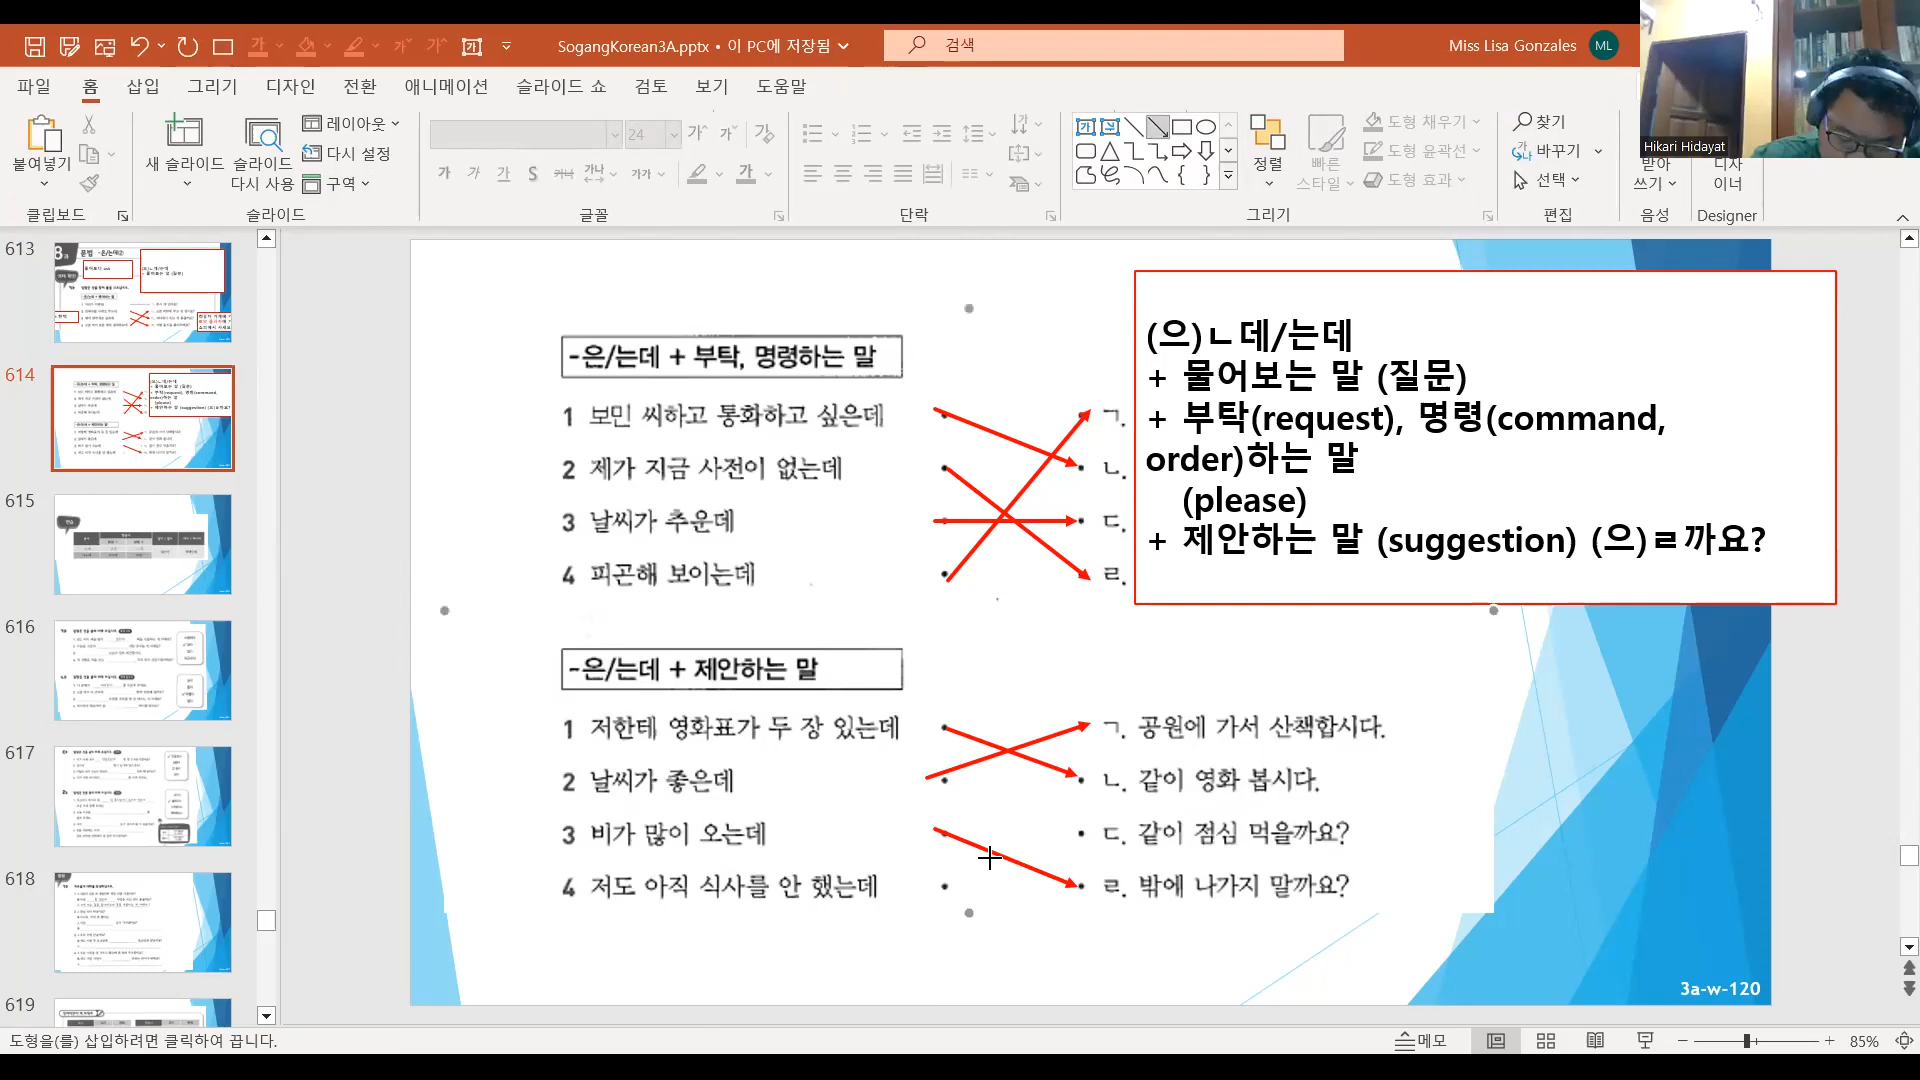 SogangKorean3A.pptx • 이 PC에 저장됨
검색
Miss Lisa Gonzales
ML
파일 홈 삽입 그리기 디자인 전환 애니메이션 슬라이드 쇼 검토 보기 도움말
붙여넣기
새 슬라이드
슬라이드 다시 사용
레이아웃
다시 설정
구역
24
정렬
빠른 스타일
도형 채우기
도형 윤곽선
도형 효과
찾기
바꾸기
선택
받아쓰기
디자이너
Hikari Hidayat
클립보드 슬라이드 글꼴 단락 그리기 편집 음성 Designer
613
614
615
616
617
618
619
-은/는데 + 부탁, 명령하는 말
1 보민 씨하고 통화하고 싶은데
2 제가 지금 사전이 없는데
3 날씨가 추운데
4 피곤해 보이는데
ㄱ.
ㄴ.
ㄷ.
ㄹ.
(으)ㄴ데/는데
+ 물어보는 말 (질문)
+ 부탁(request), 명령(command,
order)하는 말
(please)
+ 제안하는 말 (suggestion) (으)ㄹ까요?
-은/는데 + 제안하는 말
1 저한테 영화표가 두 장 있는데
2 날씨가 좋은데
3 비가 많이 오는데
4 저도 아직 식사를 안 했는데
ㄱ. 공원에 가서 산책합시다.
ㄴ. 같이 영화 봅시다.
ㄷ. 같이 점심 먹을까요?
ㄹ. 밖에 나가지 말까요?
3a-w-120
도형을(를) 삽입하려면 클릭하여 끕니다.
메모
85%